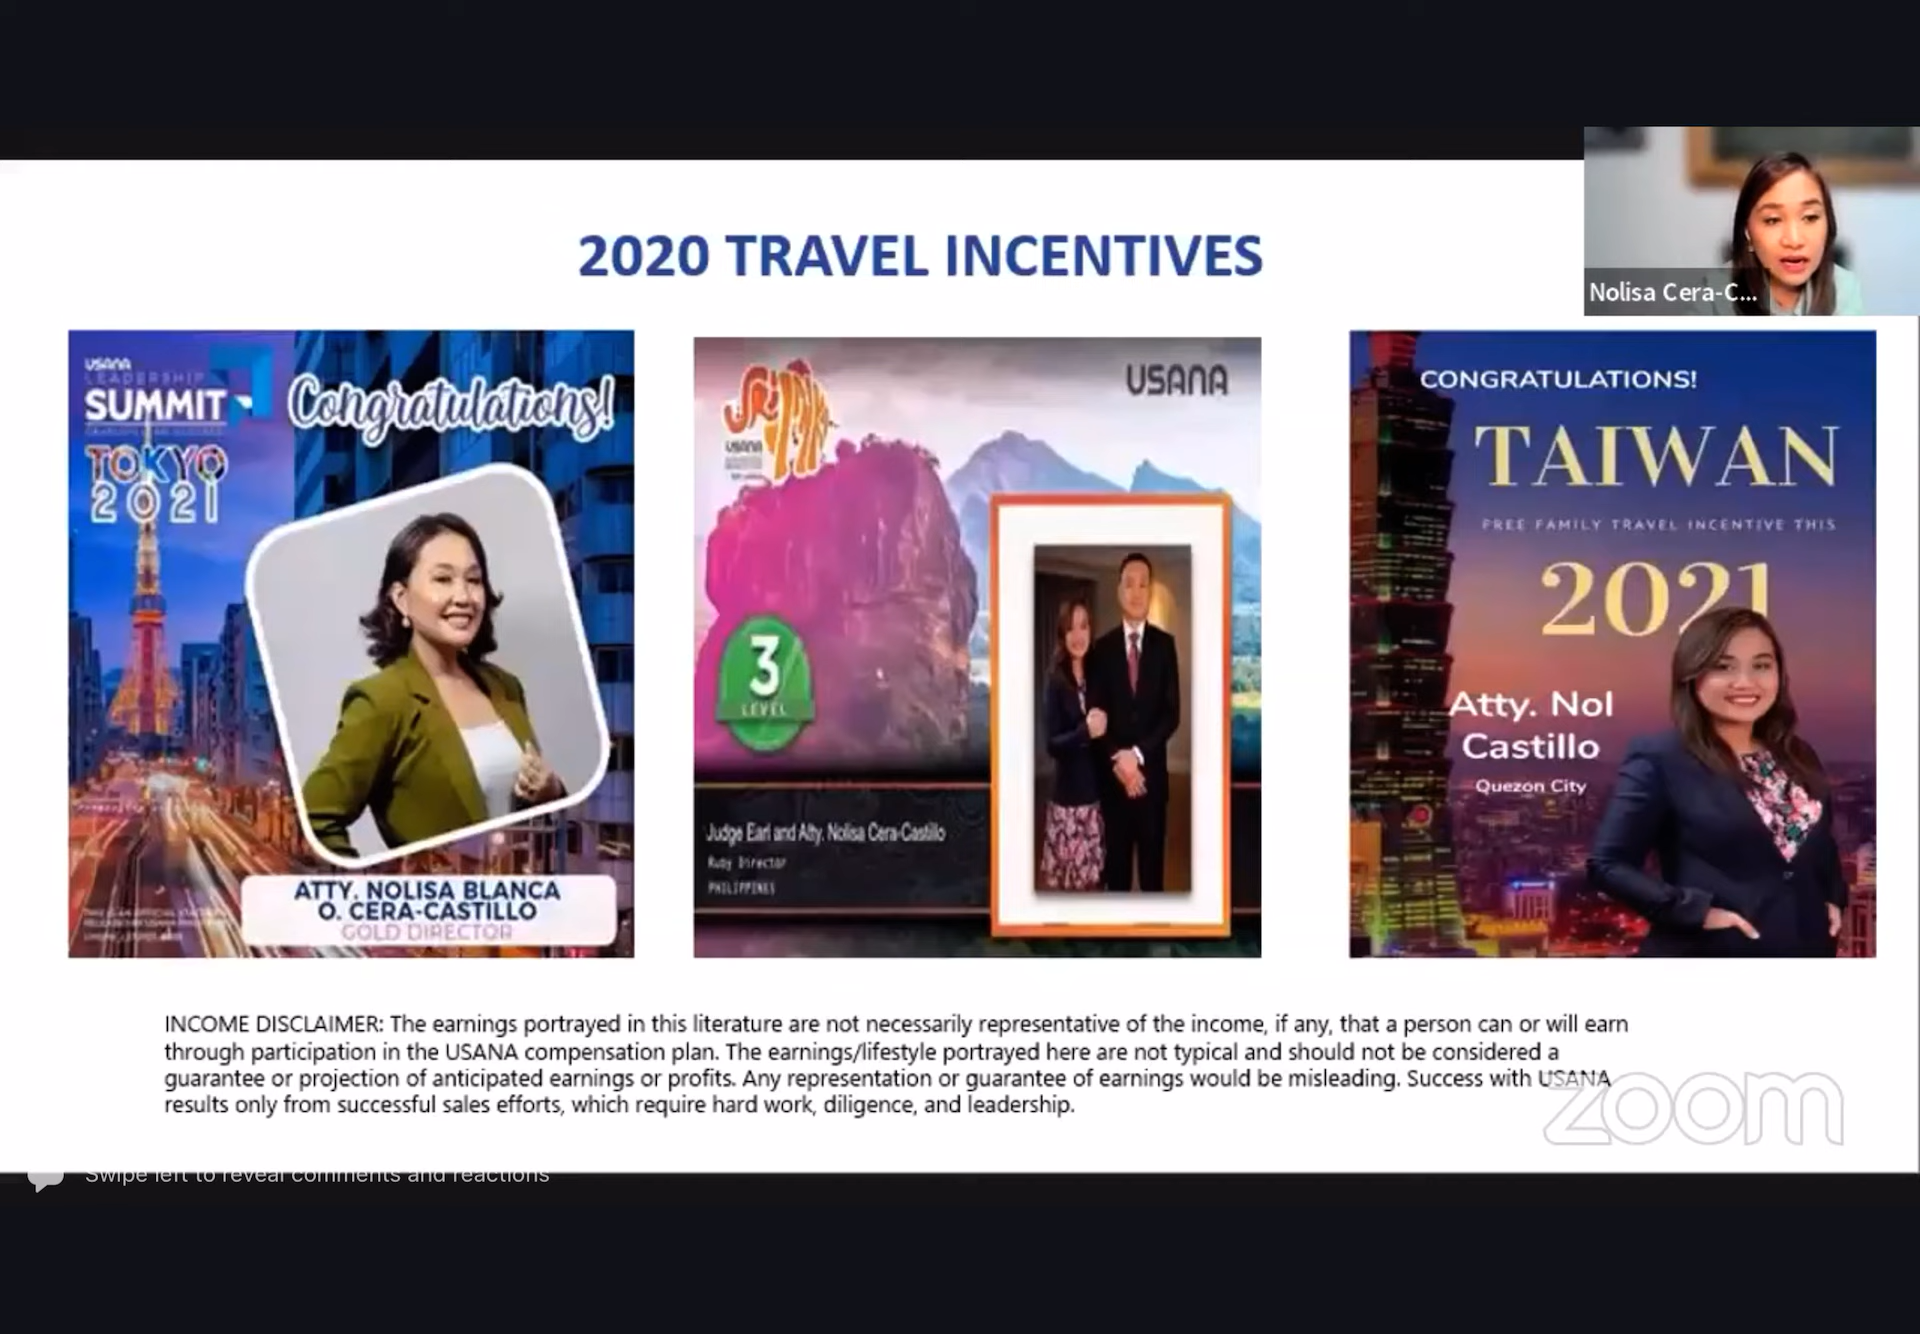 2020 TRAVEL INCENTIVES
Nolisa Cera-C...
USANA
LEADERSHIP
SUMMIT
TOKYO
2021
Congratulations!
ATTY. NOLISA BLANCA
O. CERA-CASTILLO
GOLD DIRECTOR
USANA
USANA
3
LEVEL
Judge Earl and Atty. Nolisa Cera-Castillo
Ruby Director
PHILIPPINES
CONGRATULATIONS!
TAIWAN
FREE FAMILY TRAVEL INCENTIVE THIS
2021
Atty. Nol
Castillo
Quezon City
INCOME DISCLAIMER: The earnings portrayed in this literature are not necessarily representative of the income, if any, that a person can or will earn
through participation in the USANA compensation plan. The earnings/lifestyle portrayed here are not typical and should not be considered a
guarantee or projection of anticipated earnings or profits. Any representation or guarantee of earnings would be misleading. Success with USANA
results only from successful sales efforts, which require hard work, diligence, and leadership.
zoom
Swipe left to reveal comments and reactions